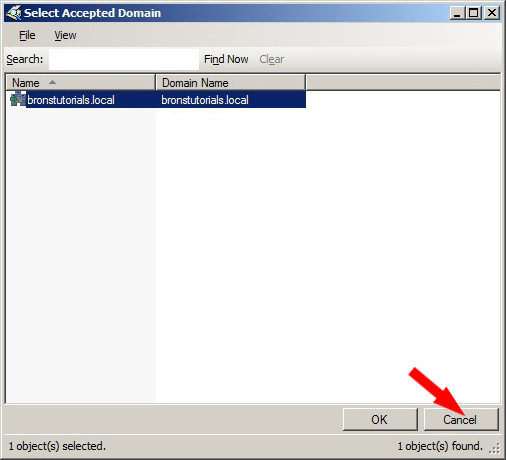 Select Accepted Domain
File View
Search: Find Now Clear
Name Domain Name
bronstutorials.local bronstutorials.local
OK Cancel
1 object(s) selected. 1 object(s) found.